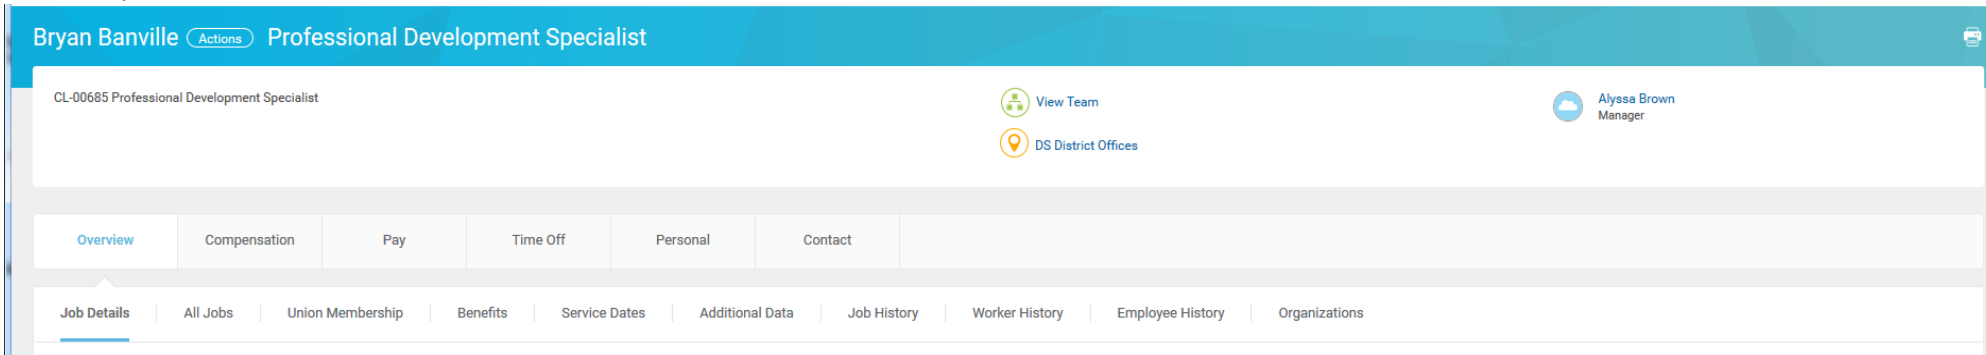 Bryan Banville Actions Professional Development Specialist
CL-00685 Professional Development Specialist
View Team
DS District Offices
Alyssa Brown
Manager
Overview Compensation Pay Time Off Personal Contact
Job Details All Jobs Union Membership Benefits Service Dates Additional Data Job History Worker History Employee History Organizations